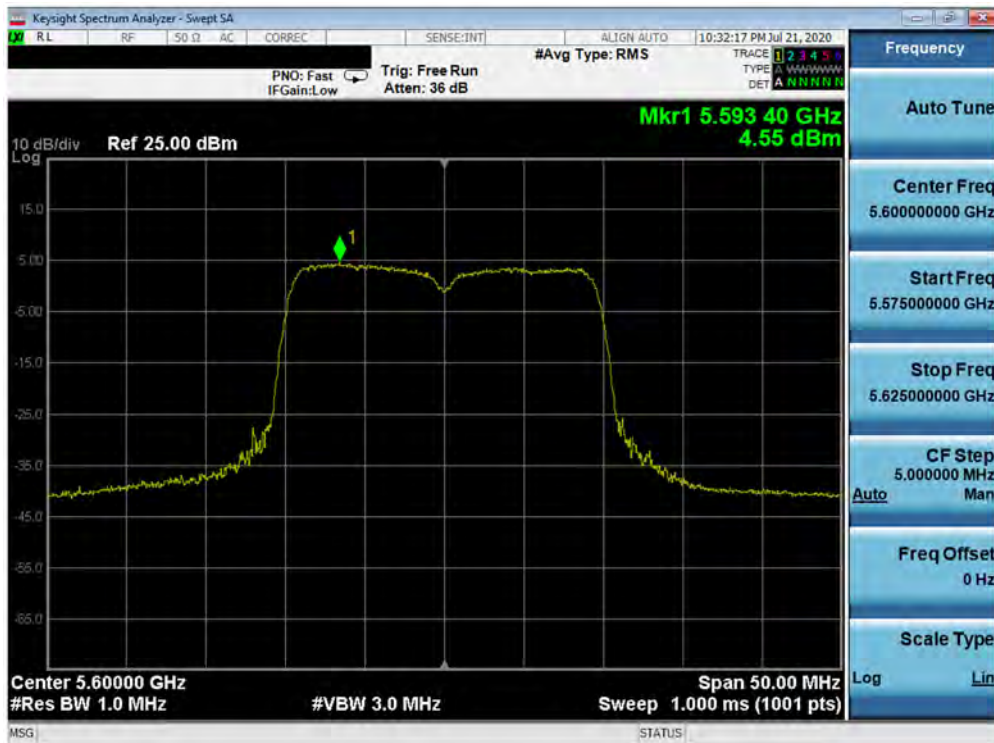 Keysight Spectrum Analyzer - Swept SA
LXI RL RF 50 Ω AC CORREC SENSE:INT ALIGN AUTO 10:32:17 PM Jul 21, 2020
PNO: Fast Trig: Free Run #Avg Type: RMS TRACE 1 2 3 4 5 6
IFGain:Low Atten: 36 dB TYPE A W W W W W
DET A N N N N N
Mkr1 5.593 40 GHz
4.55 dBm
10 dB/div Ref 25.00 dBm
Log
15.0
5.00
1
-5.00
-15.0
-25.0
-35.0
-45.0
-55.0
-65.0
Center 5.60000 GHz Span 50.00 MHz
#Res BW 1.0 MHz #VBW 3.0 MHz Sweep 1.000 ms (1001 pts)
MSG STATUS
Frequency
Auto Tune
Center Freq
5.600000000 GHz
Start Freq
5.575000000 GHz
Stop Freq
5.625000000 GHz
CF Step
5.000000 MHz
Auto Man
Freq Offset
0 Hz
Scale Type
Log Lin